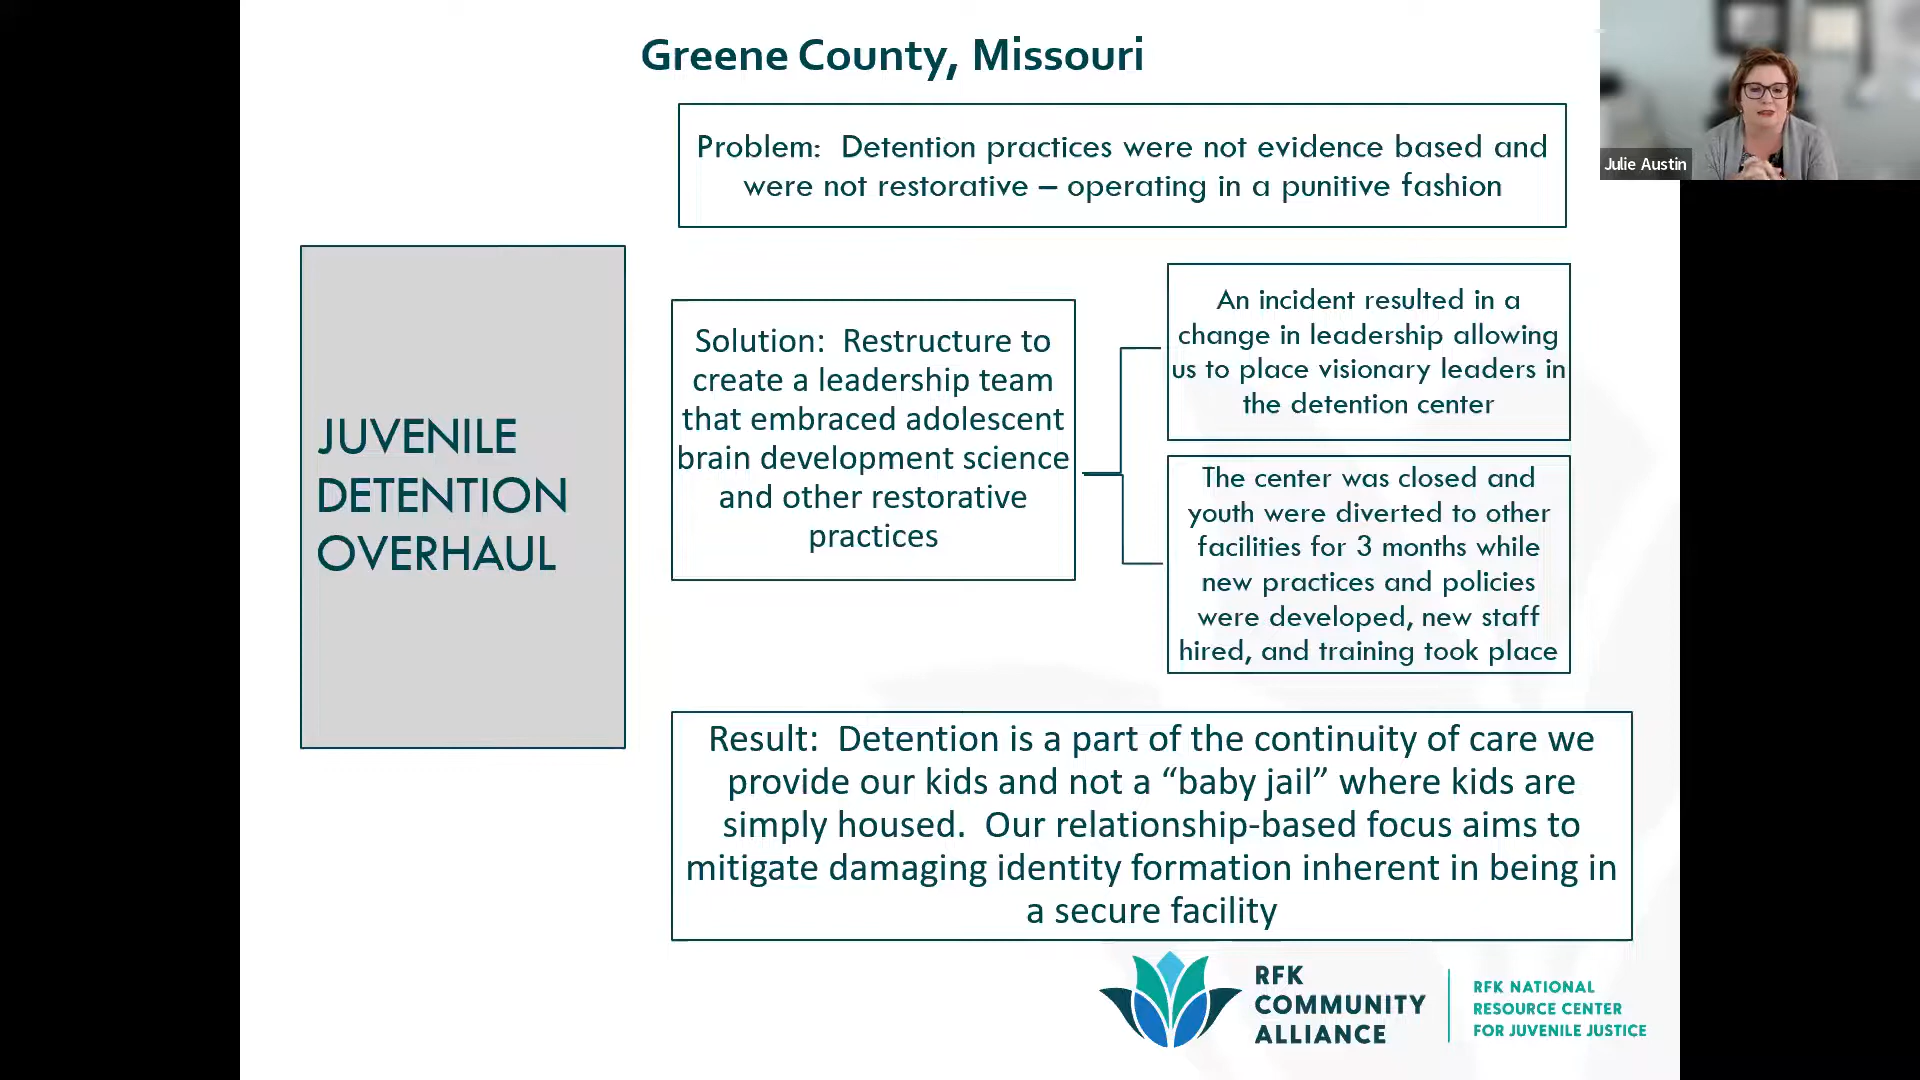 Greene County, Missouri
Julie Austin
Problem: Detention practices were not evidence based and
were not restorative – operating in a punitive fashion
JUVENILE
DETENTION
OVERHAUL
Solution: Restructure to
create a leadership team
that embraced adolescent
brain development science
and other restorative
practices
An incident resulted in a
change in leadership allowing
us to place visionary leaders in
the detention center
The center was closed and
youth were diverted to other
facilities for 3 months while
new practices and policies
were developed, new staff
hired, and training took place
Result: Detention is a part of the continuity of care we
provide our kids and not a “baby jail” where kids are
simply housed. Our relationship-based focus aims to
mitigate damaging identity formation inherent in being in
a secure facility
RFK
COMMUNITY
ALLIANCE
RFK NATIONAL
RESOURCE CENTER
FOR JUVENILE JUSTICE